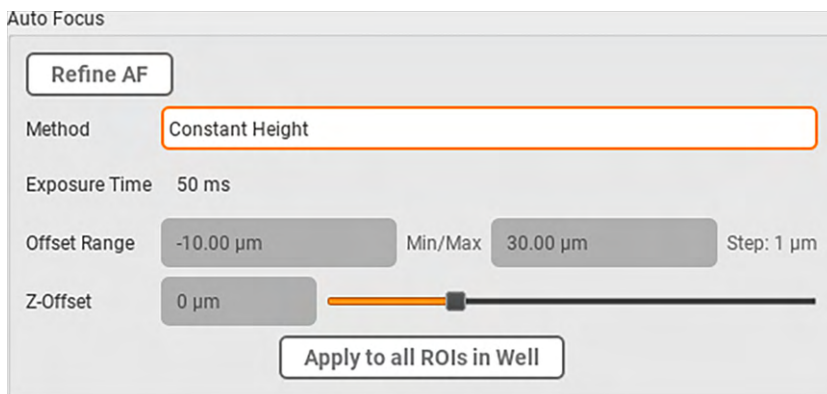 Auto Focus
Refine AF
Method Constant Height
Exposure Time 50 ms
Offset Range -10.00 µm Min/Max 30.00 µm Step: 1 µm
Z-Offset 0 µm
Apply to all ROIs in Well